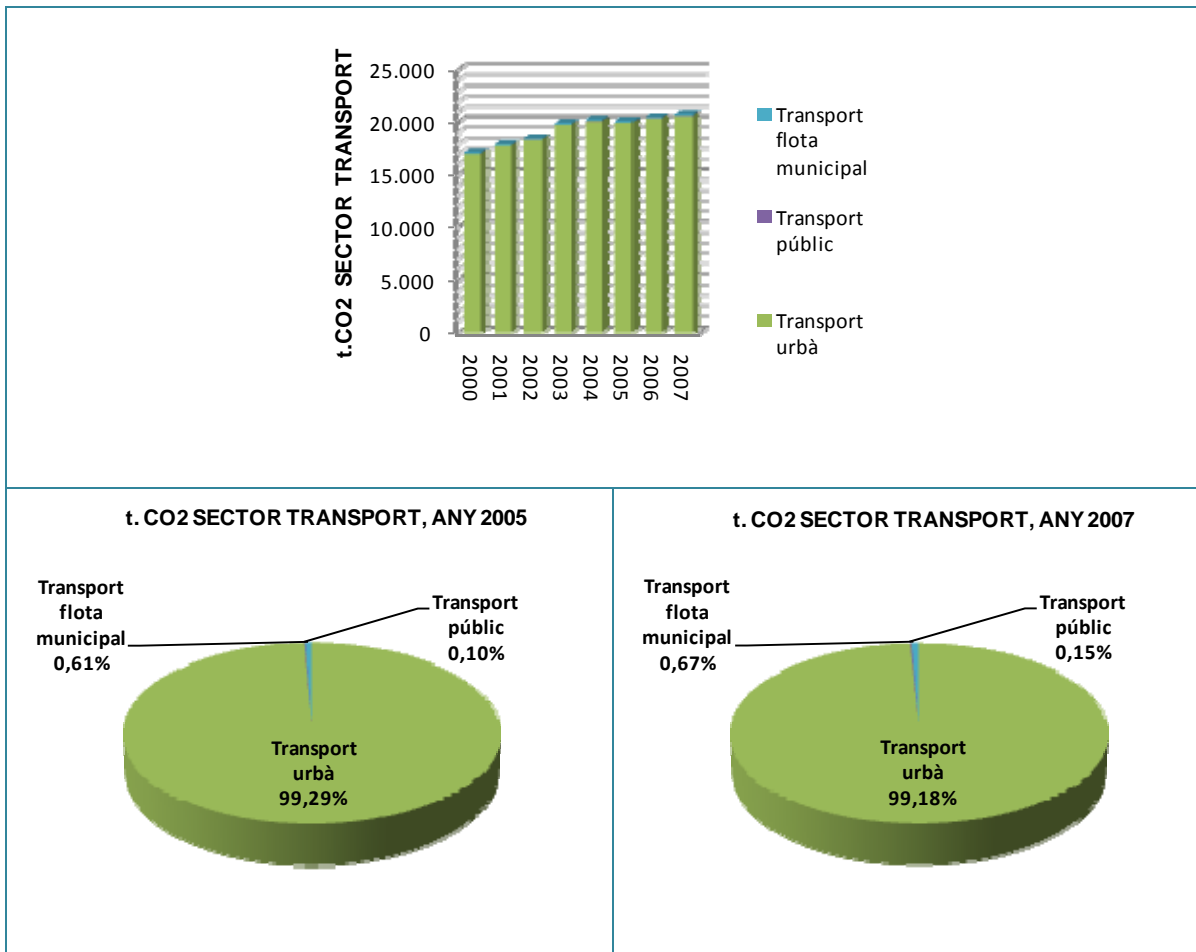 t.CO2 SECTOR TRANSPORT
25.000
20.000
15.000
10.000
5.000
0
2000
2001
2002
2003
2004
2005
2006
2007
Transport
flota
municipal
Transport
públic
Transport
urbà
t. CO2 SECTOR TRANSPORT, ANY 2005
Transport
flota
municipal
0,61%
Transport
públic
0,10%
Transport
urbà
99,29%
t. CO2 SECTOR TRANSPORT, ANY 2007
Transport
flota
municipal
0,67%
Transport
públic
0,15%
Transport
urbà
99,18%